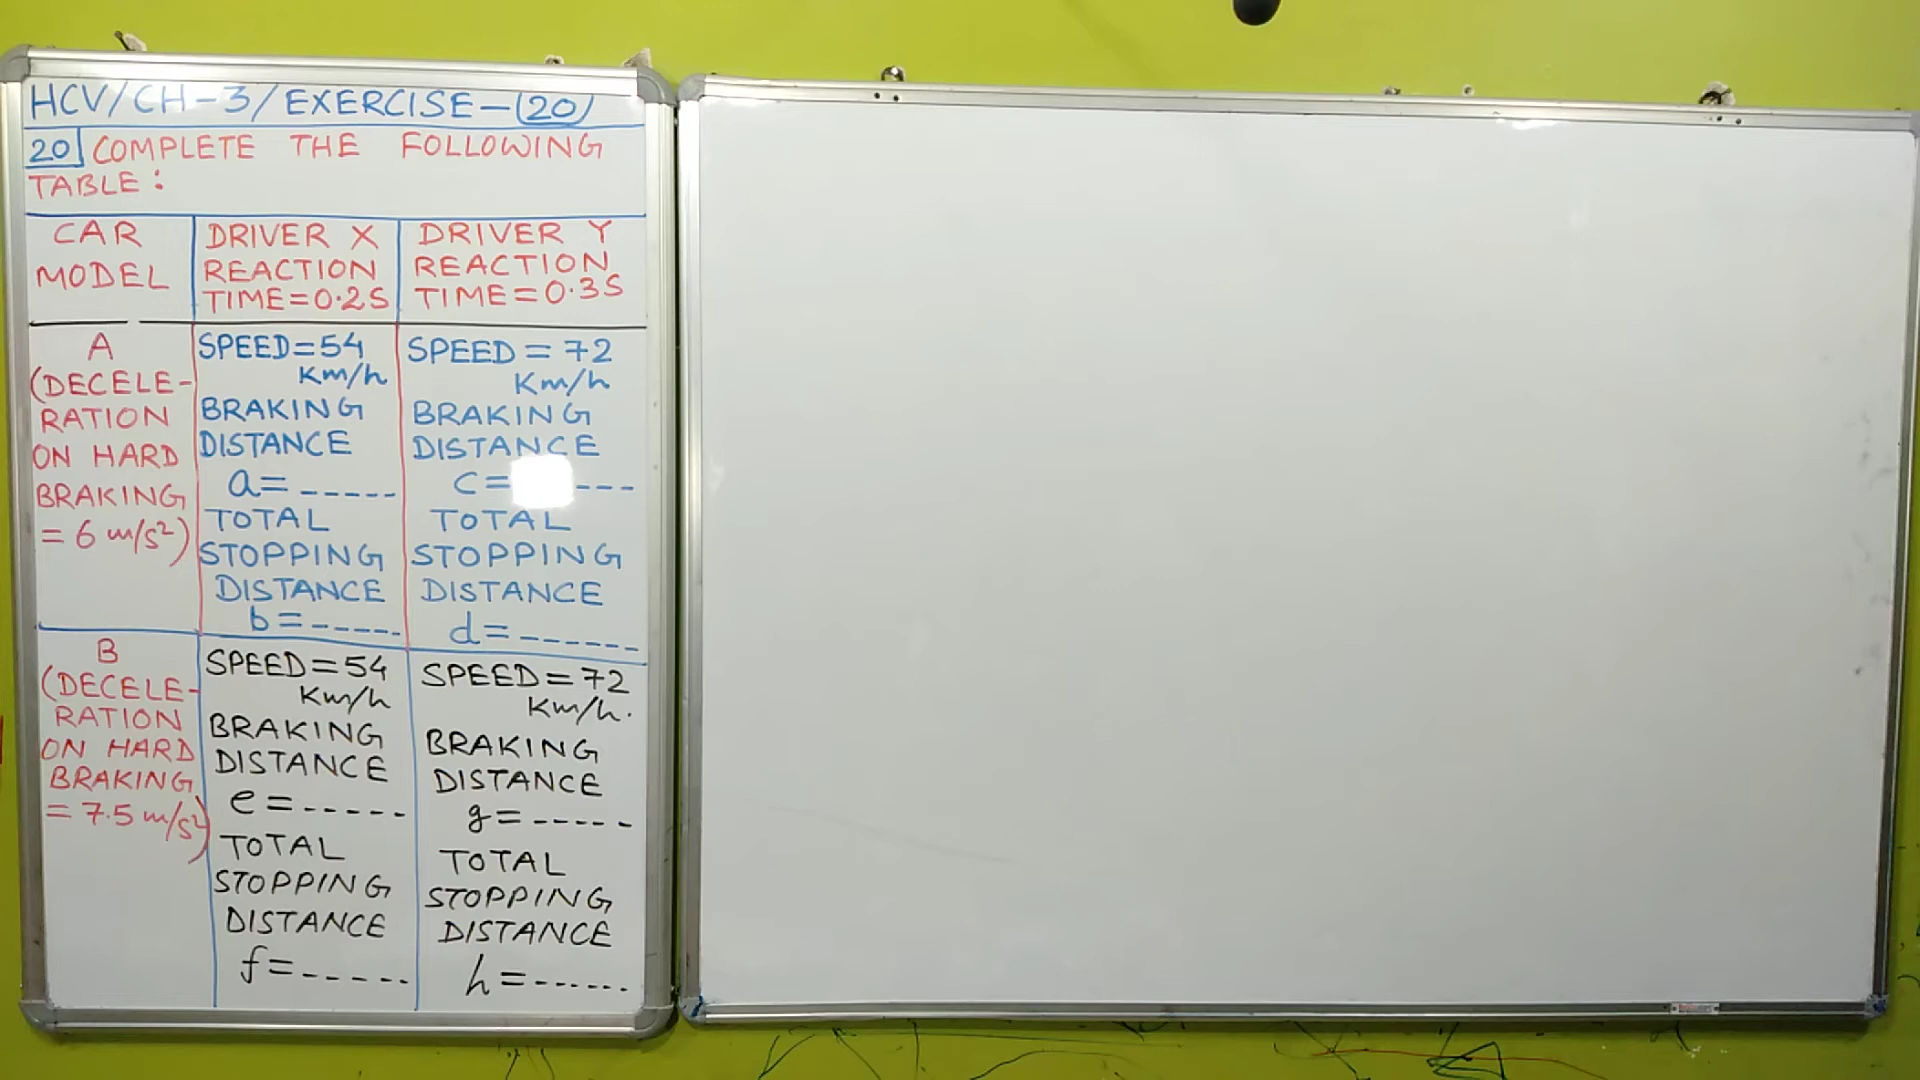 HCV/CH-3/EXERCISE-(20)
20 COMPLETE THE FOLLOWING
TABLE:
CAR
MODEL
DRIVER X
REACTION
TIME=0.2S
DRIVER Y
REACTION
TIME=0.3S
A
(DECELE-
RATION
ON HARD
BRAKING
= 6 m/s²)
SPEED=54
Km/h
BRAKING
DISTANCE
a=-----
TOTAL
STOPPING
DISTANCE
b=-----
SPEED=72
Km/h
BRAKING
DISTANCE
c= ---
TOTAL
STOPPING
DISTANCE
d=------
B
(DECELE-
RATION
ON HARD
BRAKING
=7.5 m/s²)
SPEED=54
Km/h
BRAKING
DISTANCE
e=-----
TOTAL
STOPPING
DISTANCE
f=-----
SPEED=72
Km/h.
BRAKING
DISTANCE
g=-----
TOTAL
STOPPING
DISTANCE
h=------